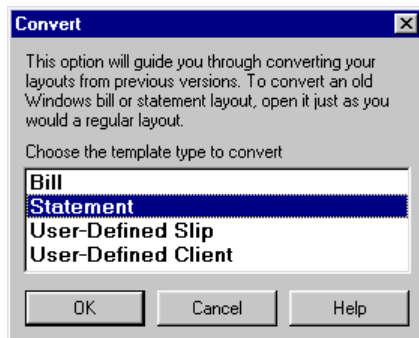 Convert
This option will guide you through converting your
layouts from previous versions. To convert an old
Windows bill or statement layout, open it just as you
would a regular layout.
Choose the template type to convert
Bill
Statement
User-Defined Slip
User-Defined Client
OK Cancel Help